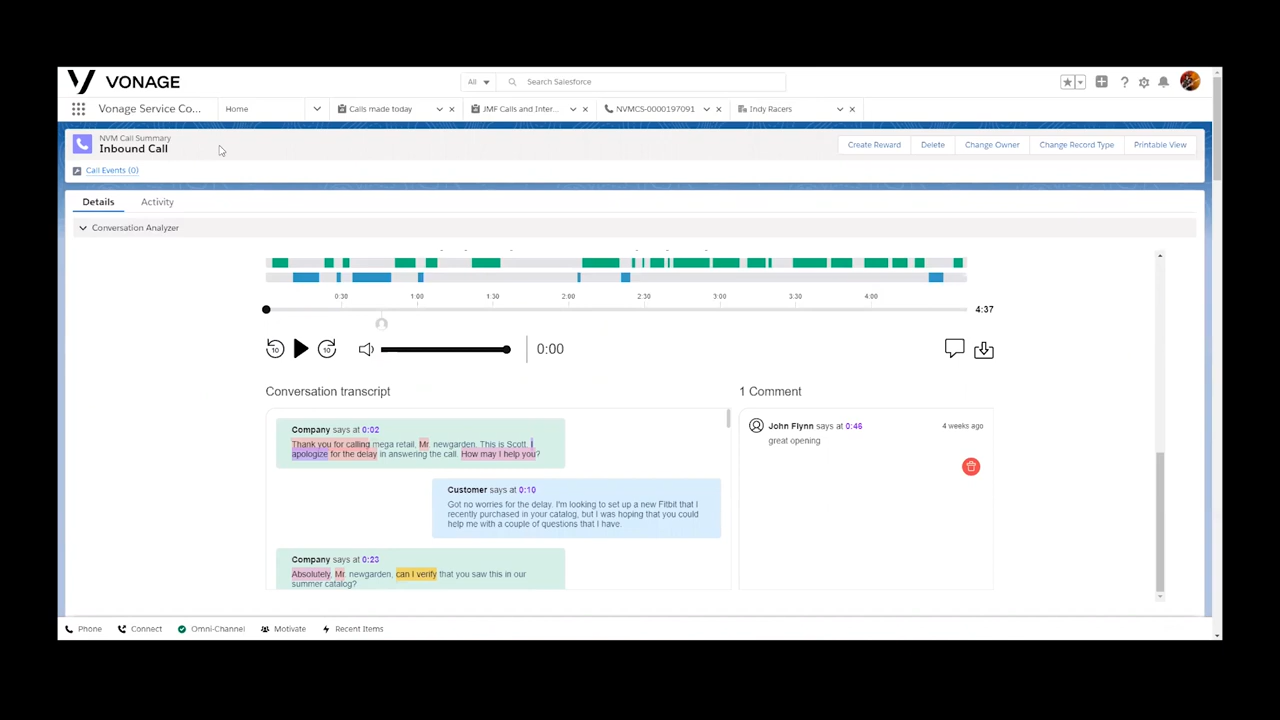 VONAGE
All
Search Salesforce
Vonage Service Co...
Home
Calls made today
JMF Calls and Inter...
NVMCS-0000197091
Indy Racers
NVM Call Summary
Inbound Call
Create Reward
Delete
Change Owner
Change Record Type
Printable View
Call Events (0)
Details
Activity
Conversation Analyzer
0:30
1:00
1:30
2:00
2:30
3:00
3:30
4:00
4:37
10
10
0:00
Conversation transcript
1 Comment
Company says at 0:02
Thank you for calling mega retail, Mr. newgarden. This is Scott. I
apologize for the delay in answering the call. How may I help you?
Customer says at 0:10
Got no worries for the delay. I'm looking to set up a new Fitbit that I
recently purchased in your catalog, but I was hoping that you could
help me with a couple of questions that I have.
Company says at 0:23
Absolutely, Mr. newgarden, can I verify that you saw this in our
summer catalog?
John Flynn says at 0:46
4 weeks ago
great opening
Phone
Connect
Omni-Channel
Motivate
Recent Items